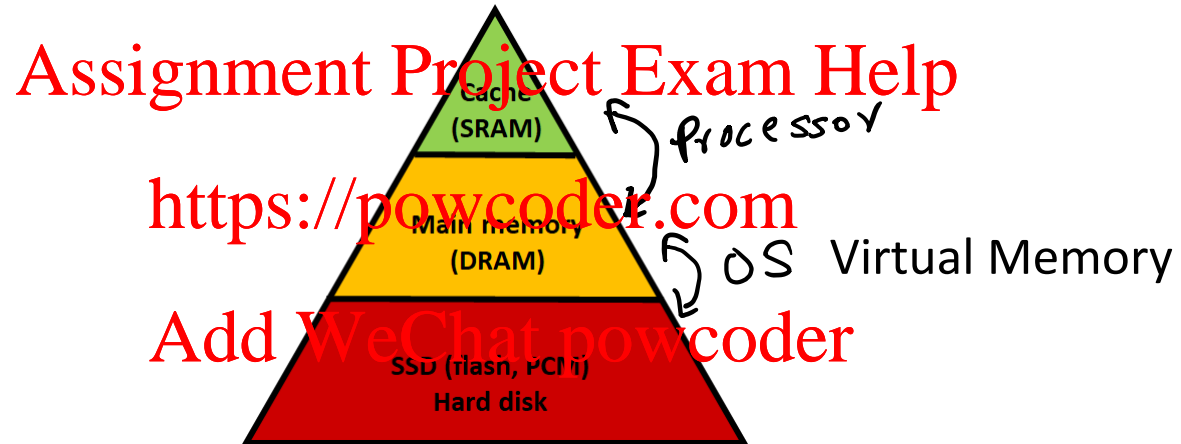 Assignment Project Exam Help
Cache
(SRAM)
Processor
https://powcoder.com
Main memory
(DRAM)
OS Virtual Memory
Add WeChat powcoder
SSD (flash, PCM)
Hard disk